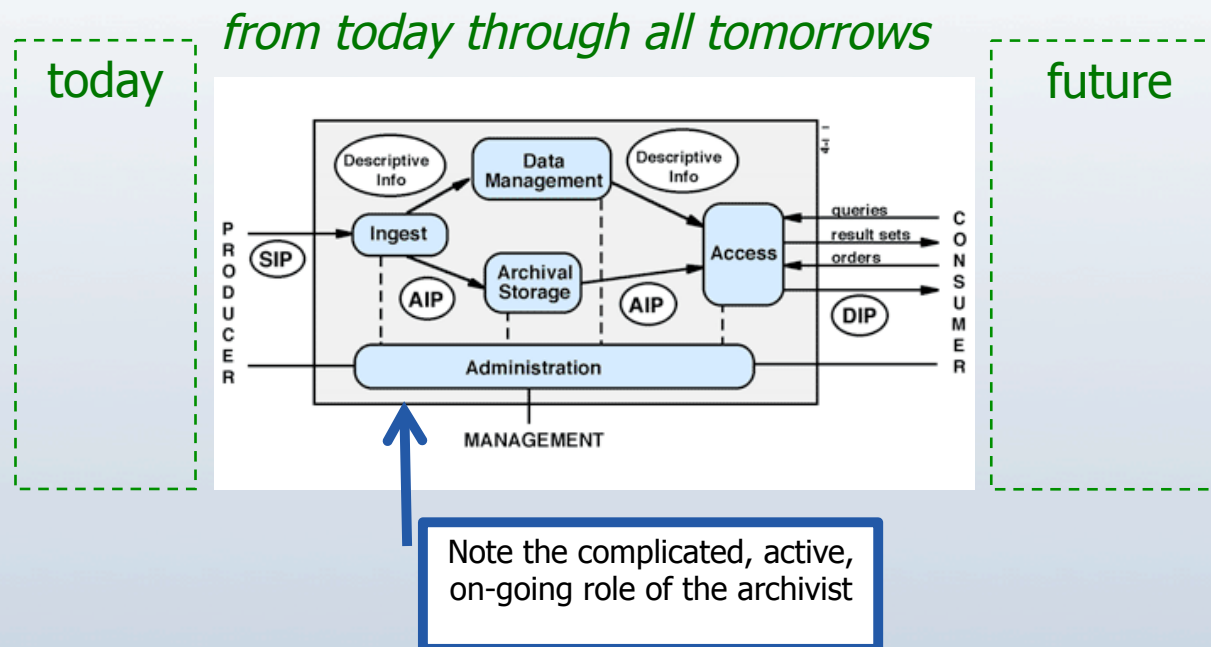 from today through all tomorrows
today
future
Descriptive
Info
Data
Management
Descriptive
Info
PRODUCER
SIP
Ingest
AIP
Archival
Storage
AIP
Access
queries
result sets
orders
DIP
CONSUMER
Administration
MANAGEMENT
Note the complicated, active,
on-going role of the archivist